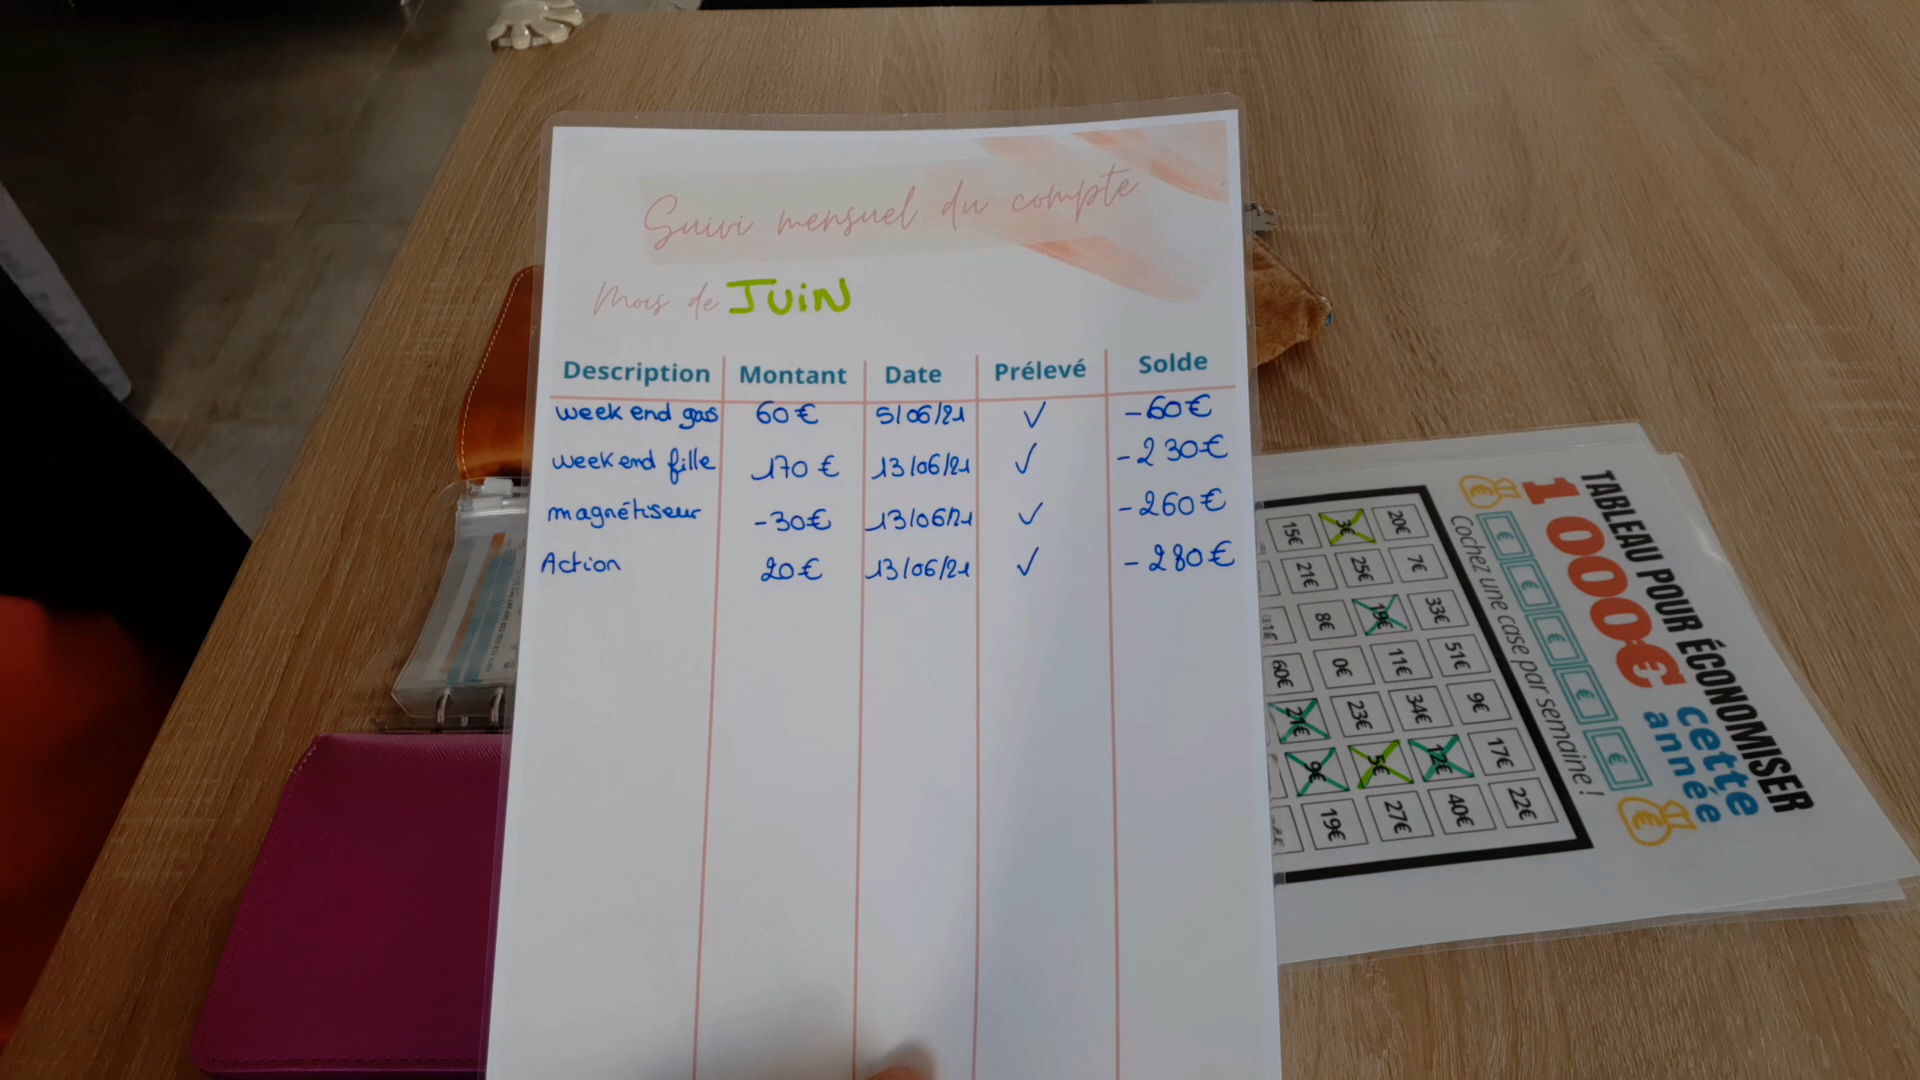 Suivi mensuel du compte
Mois de JUiN
Description Montant Date Prélevé Solde
week end gas 60€ 5/06/21 ✓ -60€
week end fille 170€ 13/06/21 ✓ -230€
magnétiseur -30€ 13/06/21 ✓ -260€
Action 20€ 13/06/21 ✓ -280€
TABLEAU POUR ÉCONOMISER
1 000€ cette année
Cochez une case par semaine !
20€ 7€ 33€ 51€ 9€ 17€ 22€
3€ 25€ 19€ 11€ 34€ 12€ 40€
15€ 21€ 8€ 0€ 23€ 5€ 27€
60€ 21€ 9€ 19€